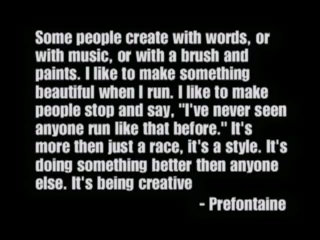 Some people create with words, or
with music, or with a brush and
paints. I like to make something
beautiful when I run. I like to make
people stop and say, "I've never seen
anyone run like that before." It's
more then just a race, it's a style. It's
doing something better then anyone
else. It's being creative
- Prefontaine